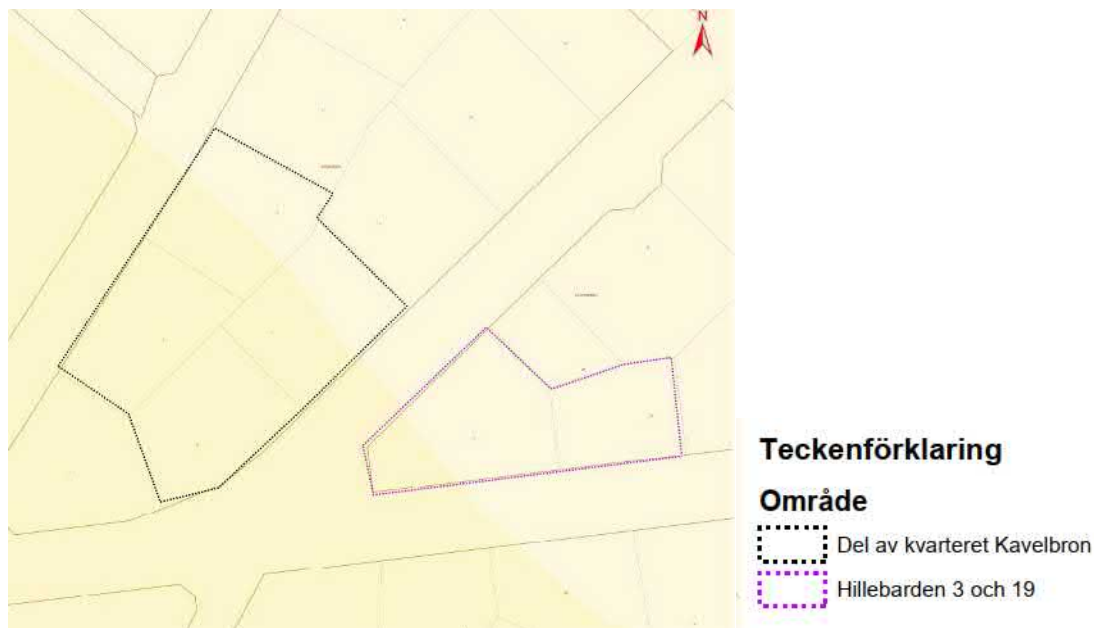 N
Teckenförklaring
Område
Del av kvarteret Kavelbron
Hillebarden 3 och 19